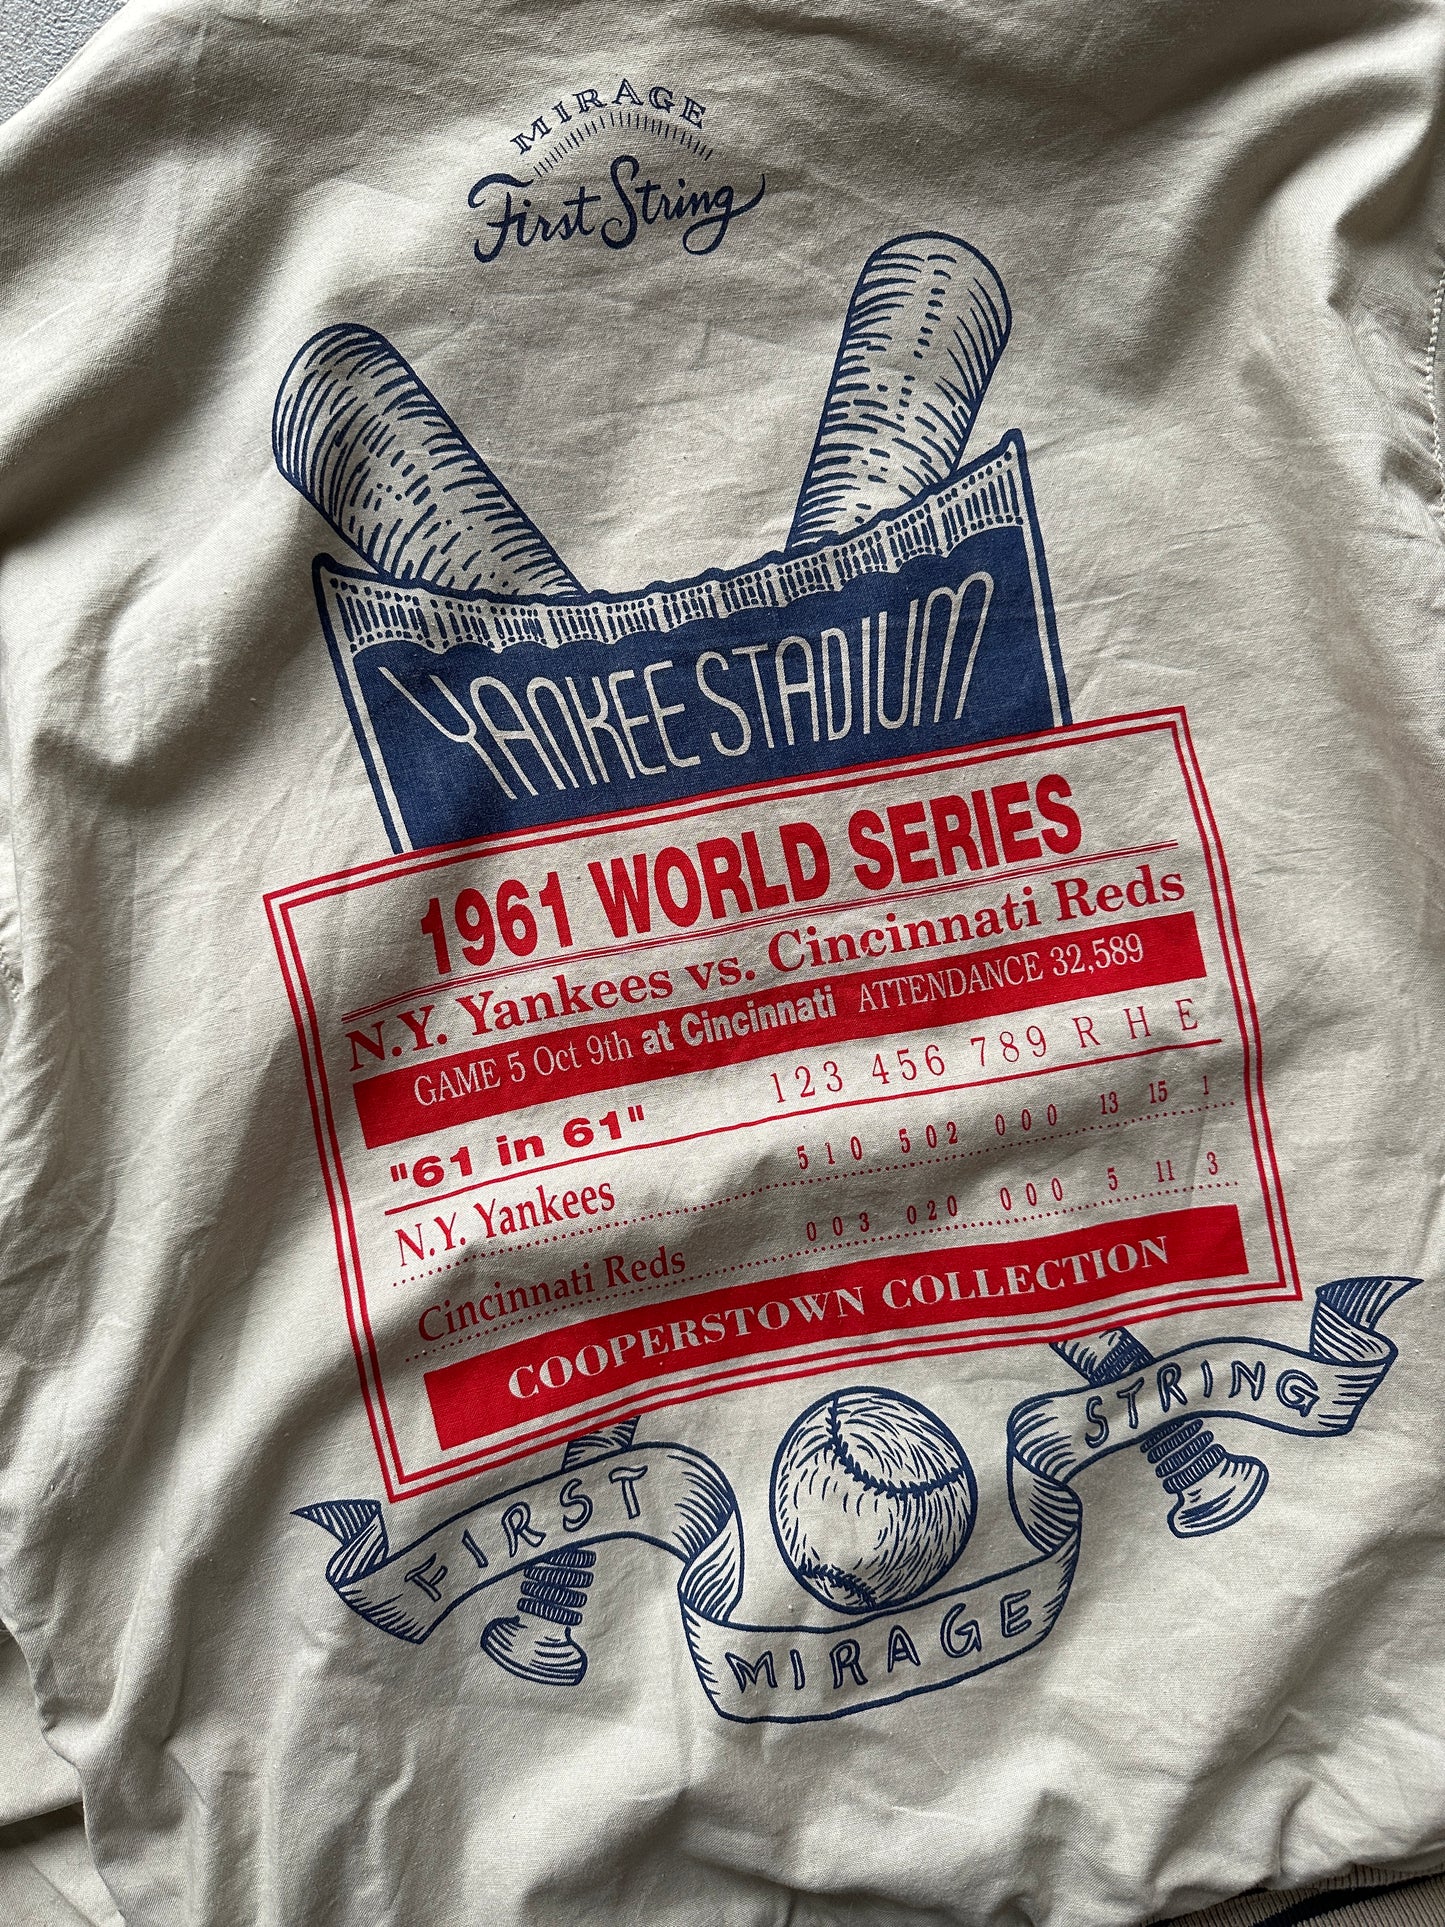 MIRAGE
First String
YANKEE STADIUM
1961 WORLD SERIES
N.Y. Yankees vs. Cincinnati Reds
GAME 5 Oct 9th at Cincinnati ATTENDANCE 32,589
"61 in 61" 123 456 789 R H E
N.Y. Yankees 510 502 000 13 15 1
Cincinnati Reds 003 020 000 5 11 3
COOPERSTOWN COLLECTION
FIRST STRING
MIRAGE